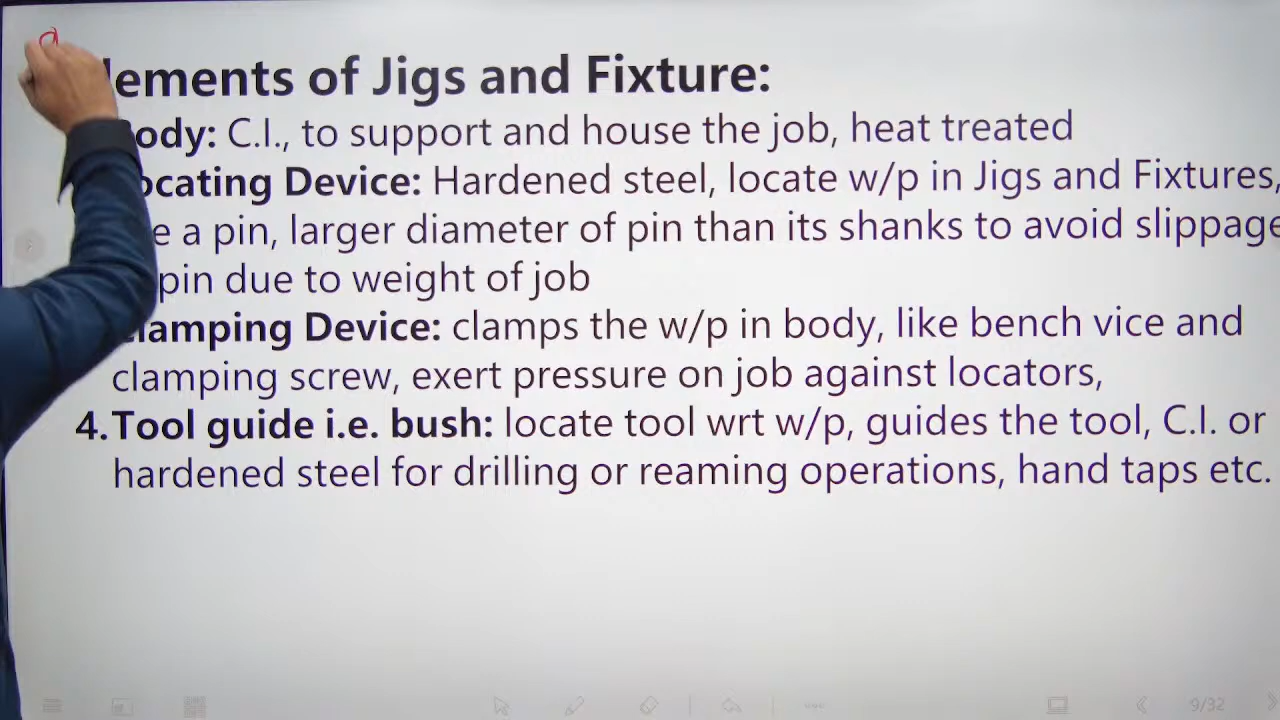 lements of Jigs and Fixture:
ody: C.I., to support and house the job, heat treated
ocating Device: Hardened steel, locate w/p in Jigs and Fixtures,
e a pin, larger diameter of pin than its shanks to avoid slippage
pin due to weight of job
lamping Device: clamps the w/p in body, like bench vice and
clamping screw, exert pressure on job against locators,
4. Tool guide i.e. bush: locate tool wrt w/p, guides the tool, C.I. or
hardened steel for drilling or reaming operations, hand taps etc.
9/32